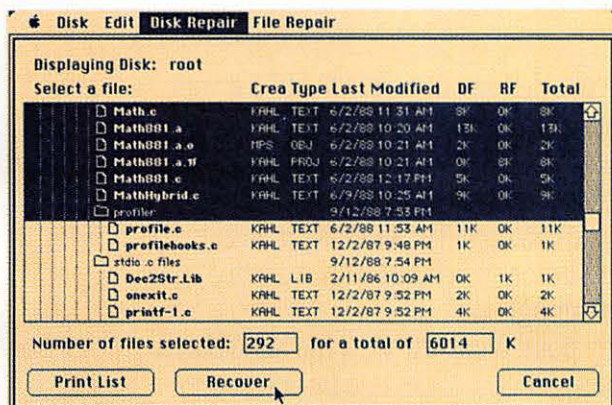 Disk Edit Disk Repair File Repair
Displaying Disk: root
Select a file: Crea Type Last Modified DF RF Total
Math.c KAHL TEXT 6/2/88 11:31 AM 8K 0K 8K
Math881.a KAHL TEXT 6/2/88 10:20 AM 13K 0K 13K
Math881.a.o MPS OBJ 6/2/88 10:21 AM 2K 0K 2K
Math881.a.π KAHL PROJ 6/2/88 10:21 AM 0K 8K 8K
Math881.c KAHL TEXT 6/2/88 12:17 PM 5K 0K 5K
MathHybrid.c KAHL TEXT 6/9/88 10:25 AM 9K 0K 9K
profiler 9/12/88 7:53 PM
profile.c KAHL TEXT 6/2/88 11:53 AM 11K 0K 11K
profilehooks.c KAHL TEXT 12/2/87 9:48 PM 1K 0K 1K
stdio .c files 9/12/88 7:54 PM
Dec2Str.Lib KAHL LIB 2/11/86 10:09 AM 0K 1K 1K
onexit.c KAHL TEXT 12/2/87 9:52 PM 2K 0K 2K
printf-1.c KAHL TEXT 12/2/87 9:52 PM 4K 0K 4K
Number of files selected: 292 for a total of 6014 K
Print List Recover Cancel